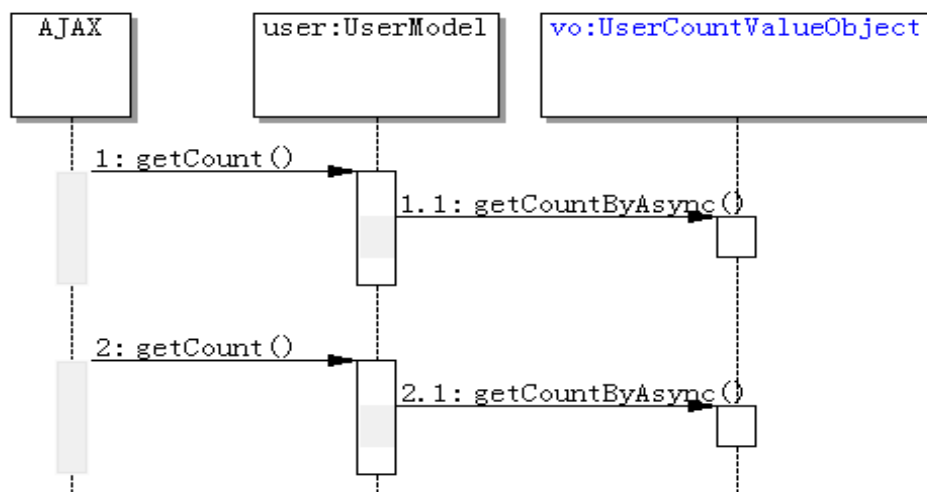 AJAX
user:UserModel
vo:UserCountValueObject
1: getCount()
1.1: getCountByAsync()
2: getCount()
2.1: getCountByAsync()